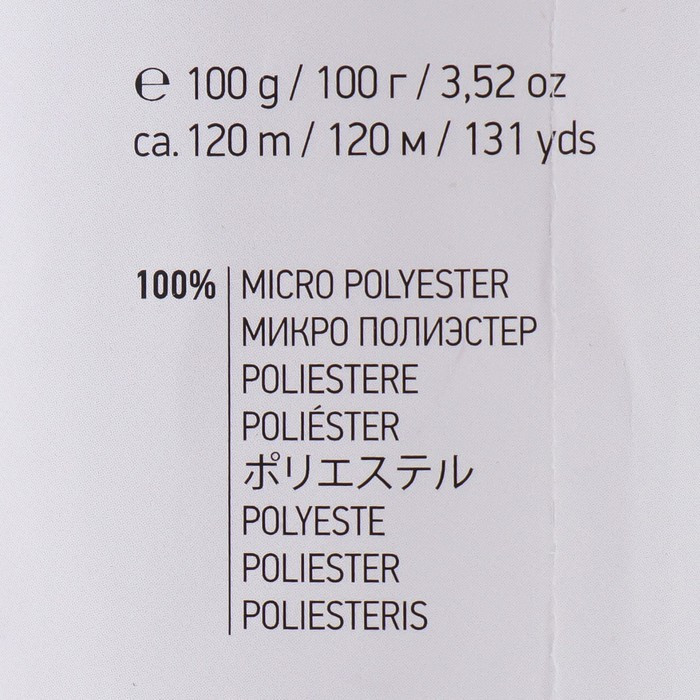 ℮ 100 g / 100 г / 3,52 oz
ca. 120 m / 120 м / 131 yds
100% MICRO POLYESTER
МИКРО ПОЛИЭСТЕР
POLIESTERE
POLIÉSTER
ポリエステル
POLYESTE
POLIESTER
POLIESTERIS